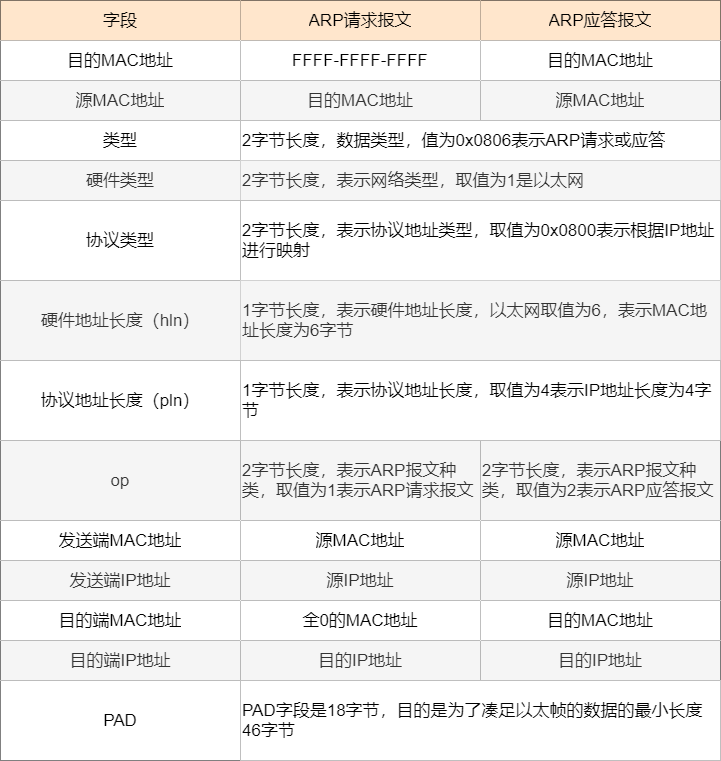 字段 ARP请求报文 ARP应答报文
目的MAC地址 FFFF-FFFF-FFFF 目的MAC地址
源MAC地址 目的MAC地址 源MAC地址
类型 2字节长度，数据类型，值为0x0806表示ARP请求或应答
硬件类型 2字节长度，表示网络类型，取值为1是以太网
协议类型 2字节长度，表示协议地址类型，取值为0x0800表示根据IP地址
进行映射
硬件地址长度（hln） 1字节长度，表示硬件地址长度，以太网取值为6，表示MAC地
址长度为6字节
协议地址长度（pln） 1字节长度，表示协议地址长度，取值为4表示IP地址长度为4字
节
op 2字节长度，表示ARP报文种 2字节长度，表示ARP报文种
类，取值为1表示ARP请求报文 类，取值为2表示ARP应答报文
发送端MAC地址 源MAC地址 源MAC地址
发送端IP地址 源IP地址 源IP地址
目的端MAC地址 全0的MAC地址 目的MAC地址
目的端IP地址 目的IP地址 目的IP地址
PAD PAD字段是18字节，目的是为了凑足以太帧的数据的最小长度
46字节